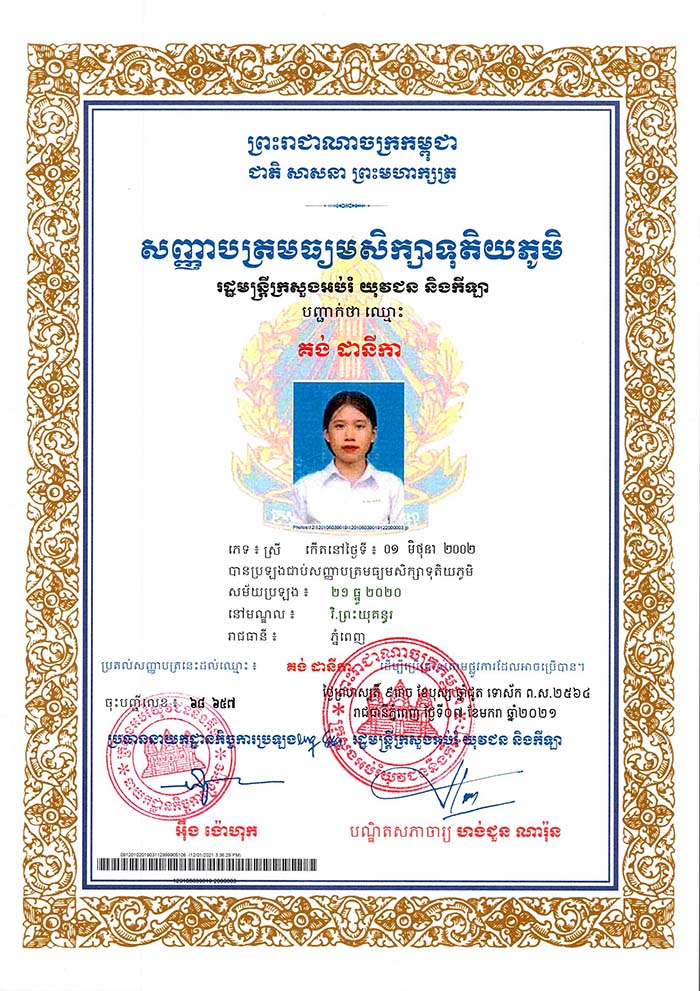 ព្រះរាជាណាចក្រកម្ពុជា
ជាតិ សាសនា ព្រះមហាក្សត្រ
សញ្ញាបត្រមធ្យមសិក្សាទុតិយភូមិ
រដ្ឋមន្ត្រីក្រសួងអប់រំ យុវជន និងកីឡា
បញ្ជាក់ថា ឈ្មោះ
គង់ ដានីកា
ភេទ ៖ ស្រី កើតនៅថ្ងៃទី ៖ ០១ មិថុនា ២០០២
បានប្រឡងជាប់សញ្ញាបត្រមធ្យមសិក្សាទុតិយភូមិ
សម័យប្រឡង ៖ ២១ ធ្នូ ២០២០
នៅមណ្ឌល ៖ វិ.ព្រះយុគន្ធរ
រាជធានី ៖ ភ្នំពេញ
ប្រគល់សញ្ញាបត្រនេះដល់ឈ្មោះ ៖ គង់ ដានីកា ដើម្បីប្រើប្រាស់តាមផ្លូវការដែលអាចប្រើបាន។
ថ្ងៃព្រហស្បតិ៍ ៩រោច ខែបុស្ស ឆ្នាំជូត ទោស័ក ព.ស.២៥៦៤
ចុះបញ្ជីលេខ ៖ ៦៨ ៦៥៧
រាជធានីភ្នំពេញ ថ្ងៃទី០៧ ខែមករា ឆ្នាំ២០២១
ប្រធាននាយកដ្ឋានកិច្ចការប្រឡង
រដ្ឋមន្ត្រីក្រសួងអប់រំ យុវជន និងកីឡា
អ៊ឹង ង៉ោហុក
បណ្ឌិតសភាចារ្យ ហង់ជួន ណារ៉ុន